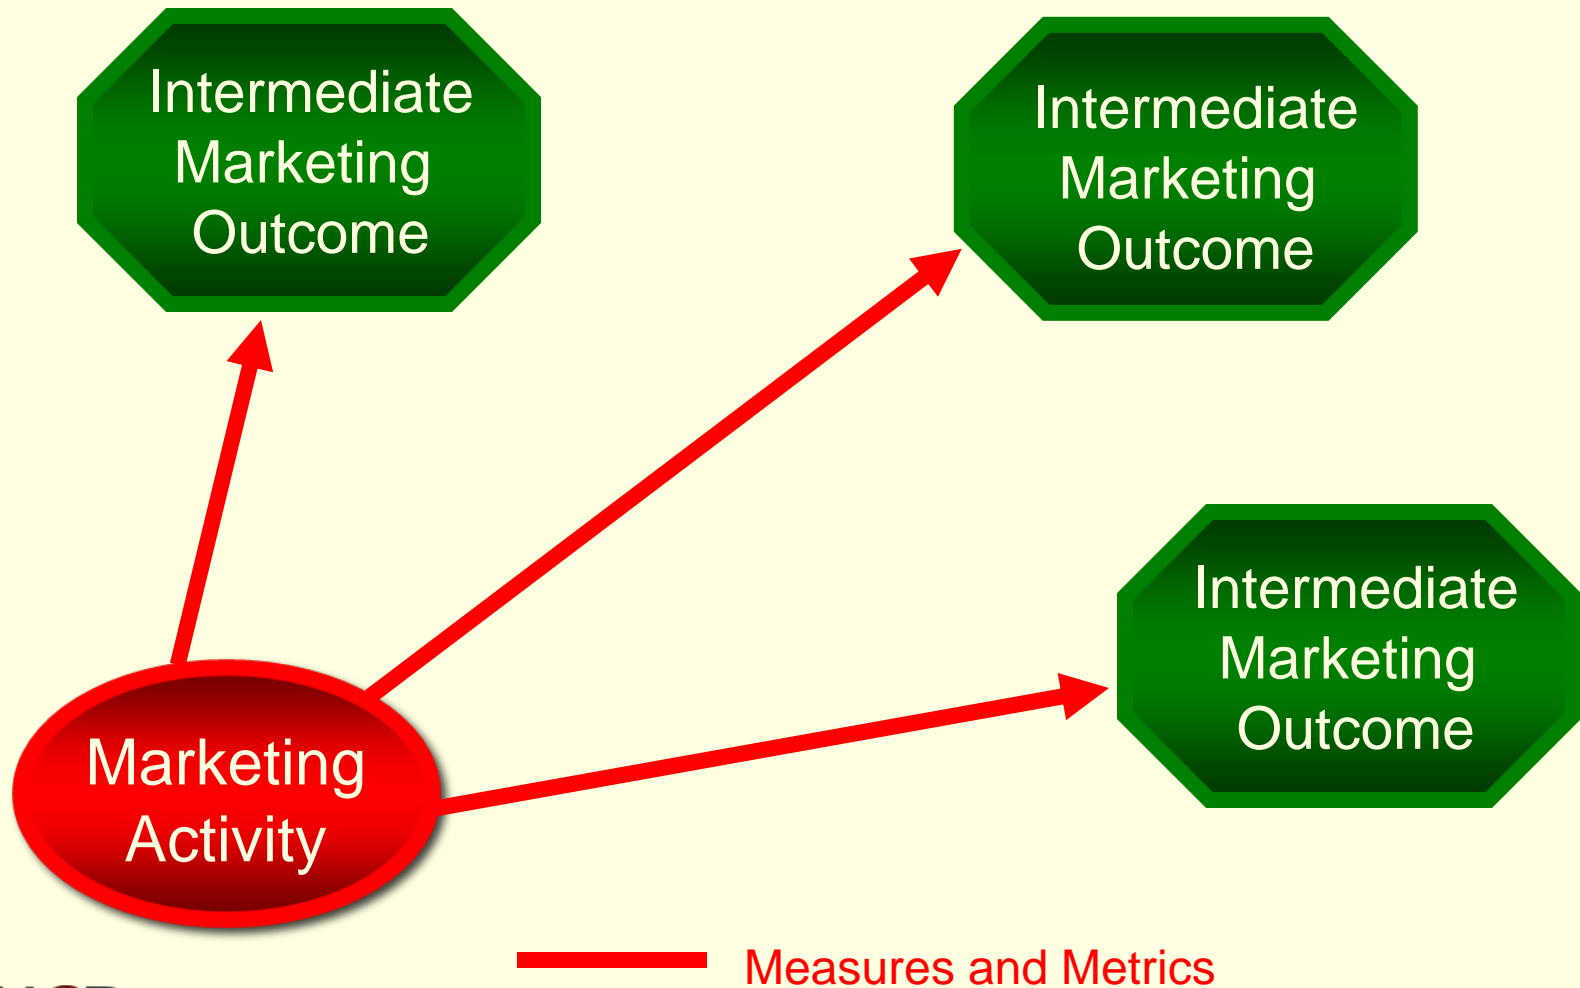 Intermediate
Marketing
Outcome
Intermediate
Marketing
Outcome
Intermediate
Marketing
Outcome
Marketing
Activity
Measures and Metrics